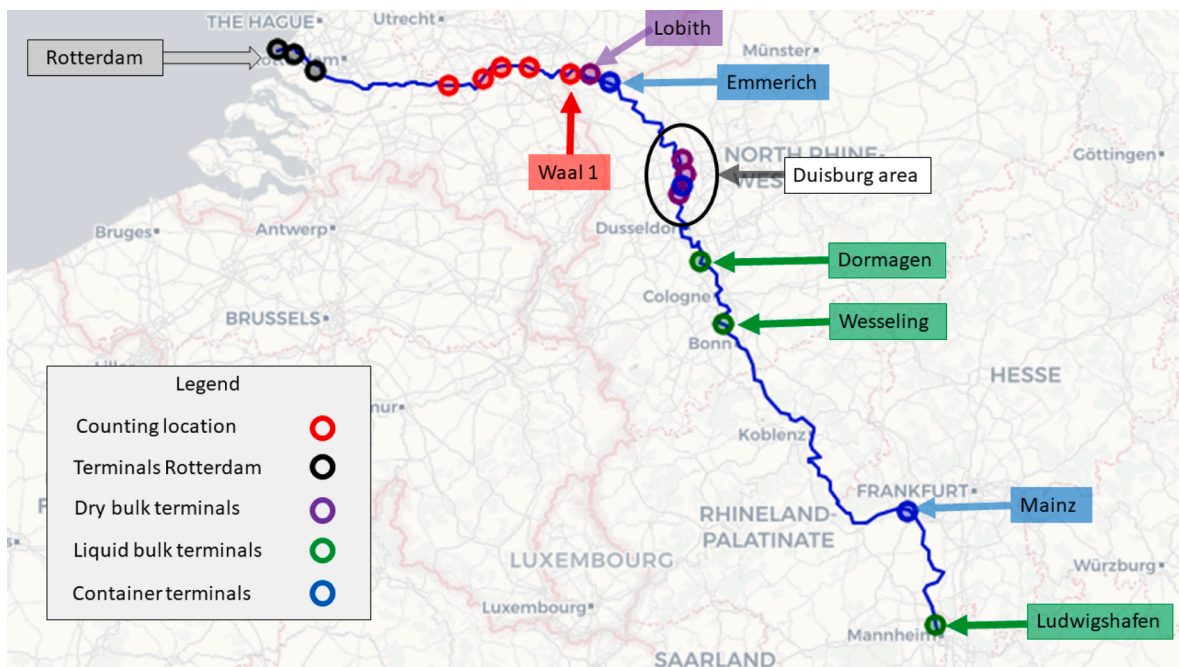 THE HAGUE
Utrecht
Lobith
Münster
Rotterdam
Emmerich
Waal 1
NORTH RHINE-
Duisburg area
Göttingen
Bruges
Antwerp
Dusseldorf
Dormagen
Cologne
BRUSSELS
Wesseling
Bonn
HESSE
Legend
Counting location
Terminals Rotterdam
Dry bulk terminals
Liquid bulk terminals
Container terminals
Koblenz
FRANKFURT
Mainz
RHINELAND-
PALATINATE
LUXEMBOURG
Würzburg
Luxembourg
Mannheim
Ludwigshafen
SAARLAND